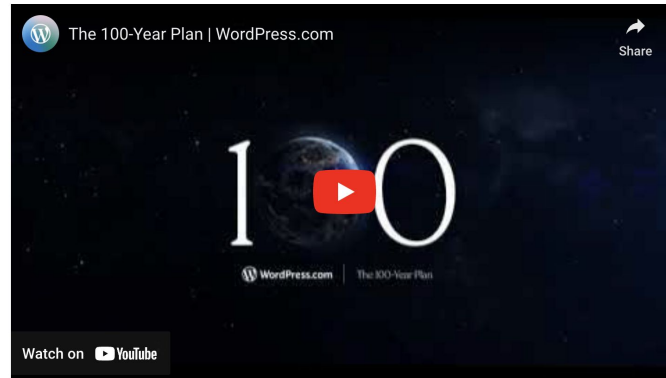 The 100-Year Plan | WordPress.com
Share
100
WordPress.com | The 100-Year Plan
Watch on YouTube